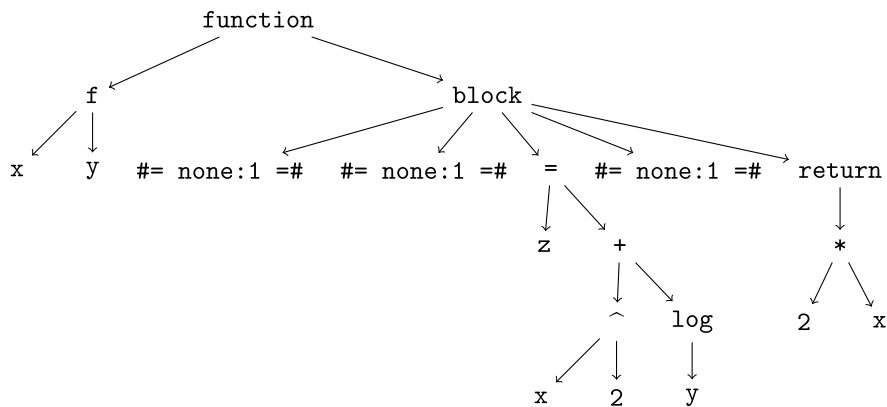 function
f block
x y #= none:1 =# #= none:1 =# = #= none:1 =# return
z + *
^ log 2 x
x 2 y